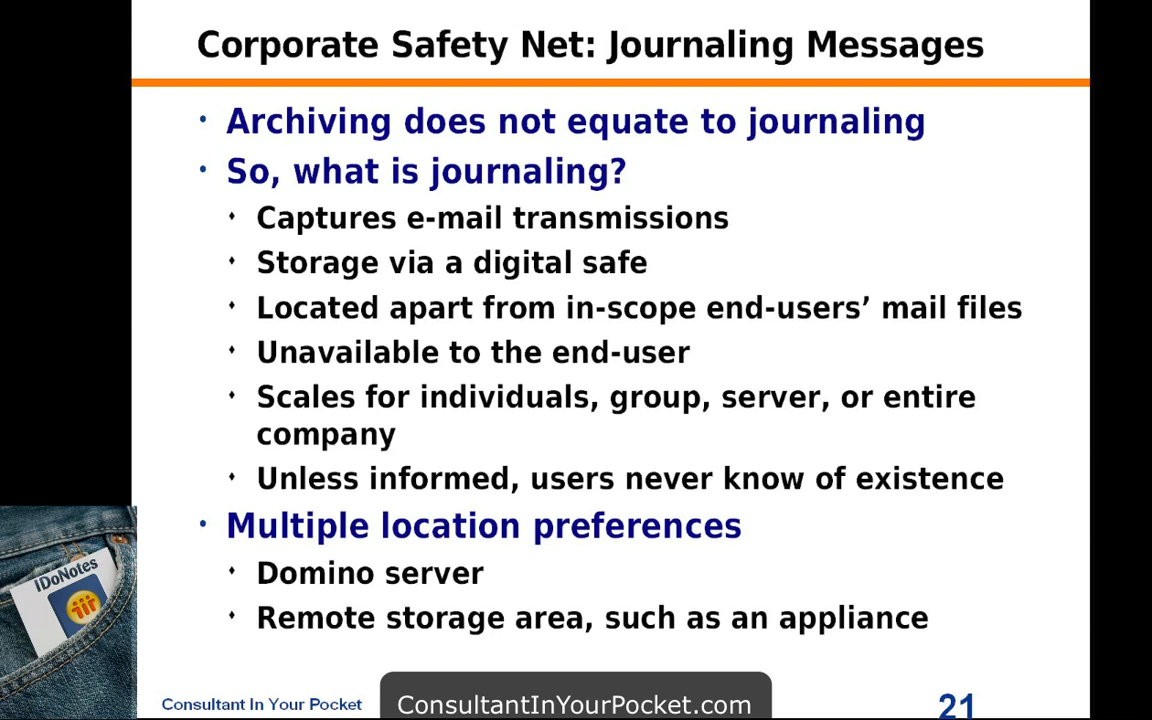 Corporate Safety Net: Journaling Messages
• Archiving does not equate to journaling
• So, what is journaling?
♦ Captures e-mail transmissions
♦ Storage via a digital safe
♦ Located apart from in-scope end-users’ mail files
♦ Unavailable to the end-user
♦ Scales for individuals, group, server, or entire
company
♦ Unless informed, users never know of existence
• Multiple location preferences
♦ Domino server
♦ Remote storage area, such as an appliance
IDoNotes
Consultant In Your Pocket
ConsultantInYourPocket.com
21